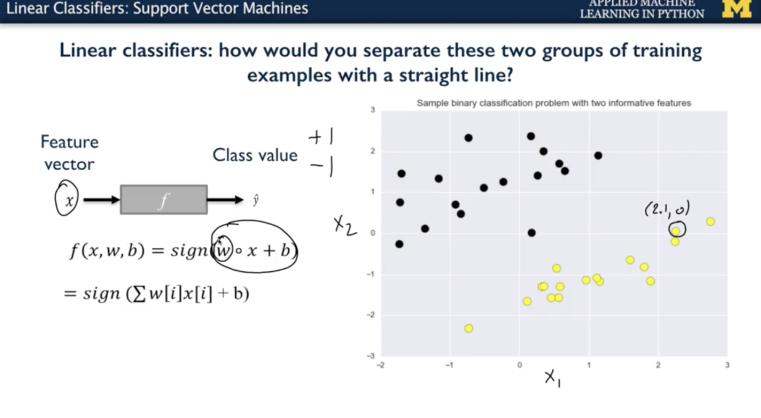 Linear Classifiers: Support Vector Machines
APPLIED MACHINE
LEARNING IN PYTHON
M
Linear classifiers: how would you separate these two groups of training
examples with a straight line?
Feature
vector
Class value
+1
-1
x
f
ŷ
f(x, w, b) = sign(w ∘ x + b)
= sign (∑ w[i]x[i] + b)
Sample binary classification problem with two informative features
3
2
1
0
-1
-2
-3
-2 -1 0 1 2 3
x₂
(2.1, 0)
x₁